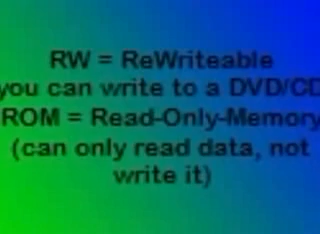 RW = ReWriteable
you can write to a DVD/CD
ROM = Read-Only-Memory
(can only read data, not
write it)